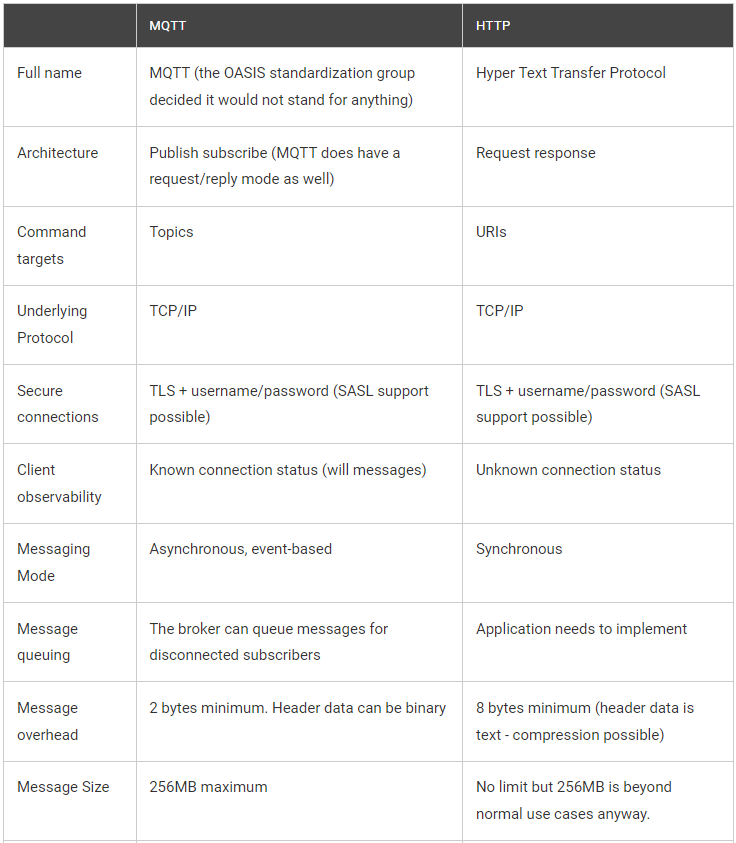 MQTT HTTP
Full name MQTT (the OASIS standardization group Hyper Text Transfer Protocol
decided it would not stand for anything)
Architecture Publish subscribe (MQTT does have a Request response
request/reply mode as well)
Command Topics URIs
targets
Underlying TCP/IP TCP/IP
Protocol
Secure TLS + username/password (SASL support TLS + username/password (SASL
connections possible) support possible)
Client Known connection status (will messages) Unknown connection status
observability
Messaging Asynchronous, event-based Synchronous
Mode
Message The broker can queue messages for Application needs to implement
queuing disconnected subscribers
Message 2 bytes minimum. Header data can be binary 8 bytes minimum (header data is
overhead text - compression possible)
Message Size 256MB maximum No limit but 256MB is beyond
normal use cases anyway.